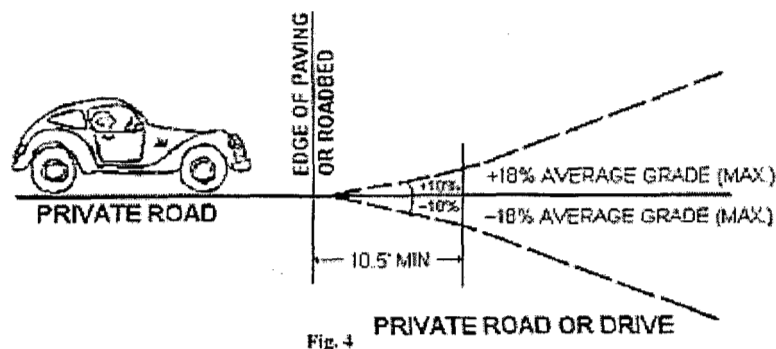 EDGE OF PAVING
OR ROADBED
+18% AVERAGE GRADE (MAX.)
+10%
-10%
PRIVATE ROAD
-18% AVERAGE GRADE (MAX.)
10.5' MIN
PRIVATE ROAD OR DRIVE
Fig. 4